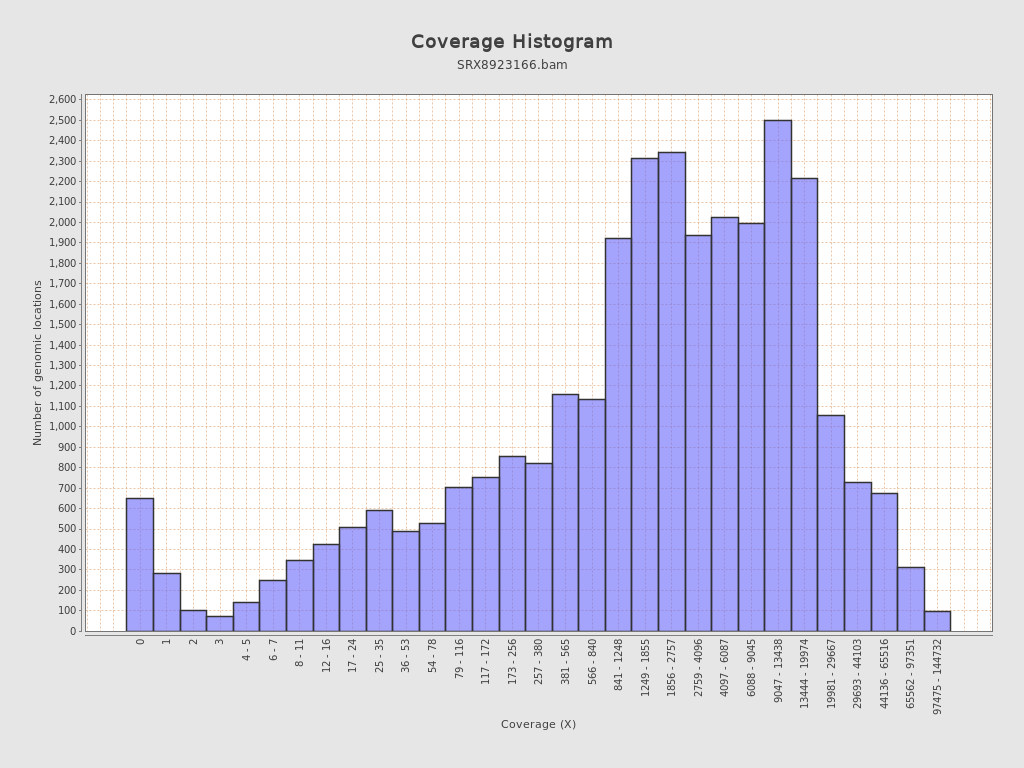 Coverage Histogram
SRX8923166.bam
Number of genomic locations
2,600
2,500
2,400
2,300
2,200
2,100
2,000
1,900
1,800
1,700
1,600
1,500
1,400
1,300
1,200
1,100
1,000
900
800
700
600
500
400
300
200
100
0
0
1
2
3
4 - 5
6 - 7
8 - 11
12 - 16
17 - 24
25 - 35
36 - 53
54 - 78
79 - 116
117 - 172
173 - 256
257 - 380
381 - 565
566 - 840
841 - 1248
1249 - 1855
1856 - 2757
2759 - 4096
4097 - 6087
6088 - 9045
9047 - 13438
13444 - 19974
19981 - 29667
29693 - 44103
44136 - 65516
65562 - 97351
97475 - 144732
Coverage (X)